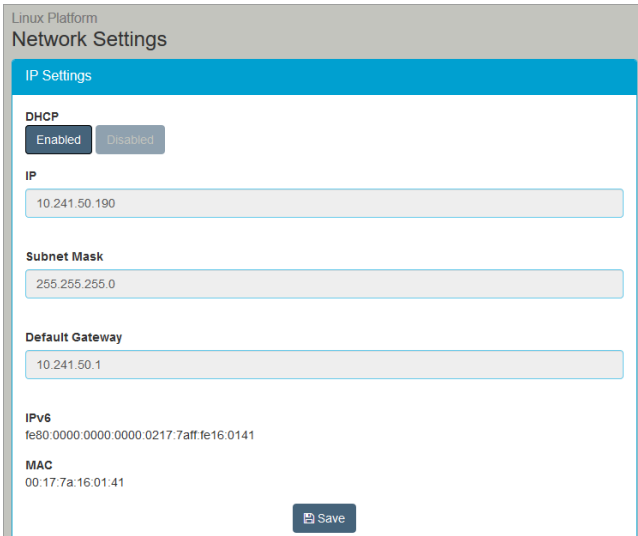 Linux Platform
Network Settings
IP Settings
DHCP
Enabled Disabled
IP
10.241.50.190
Subnet Mask
255.255.255.0
Default Gateway
10.241.50.1
IPv6
fe80:0000:0000:0000:0217:7aff:fe16:0141
MAC
00:17:7a:16:01:41
Save